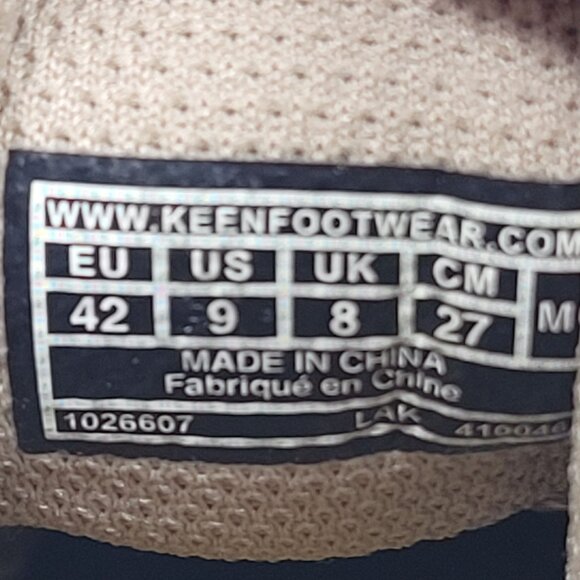 WWW.KEENFOOTWEAR.COM
EU US UK CM
42 9 8 27 M
MADE IN CHINA
Fabriqué en Chine
1026607 LAK